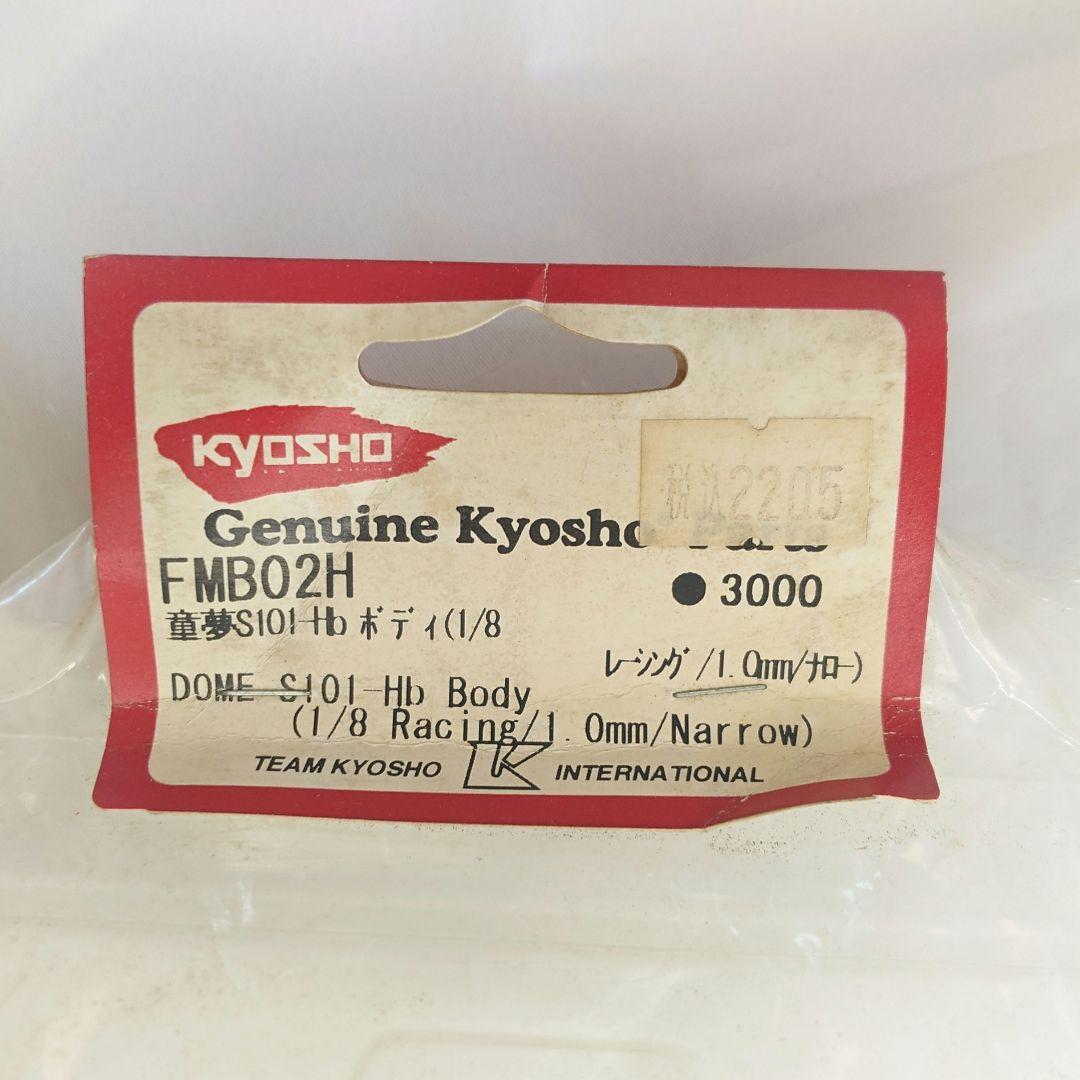 KYOSHO
税込2205
Genuine Kyosho Parts
FMB02H
●3000
童夢S101-Hb ボディ(1/8
レーシング/1.0mm/ナロー)
DOME S101-Hb Body
(1/8 Racing/1.0mm/Narrow)
TEAM KYOSHO K INTERNATIONAL